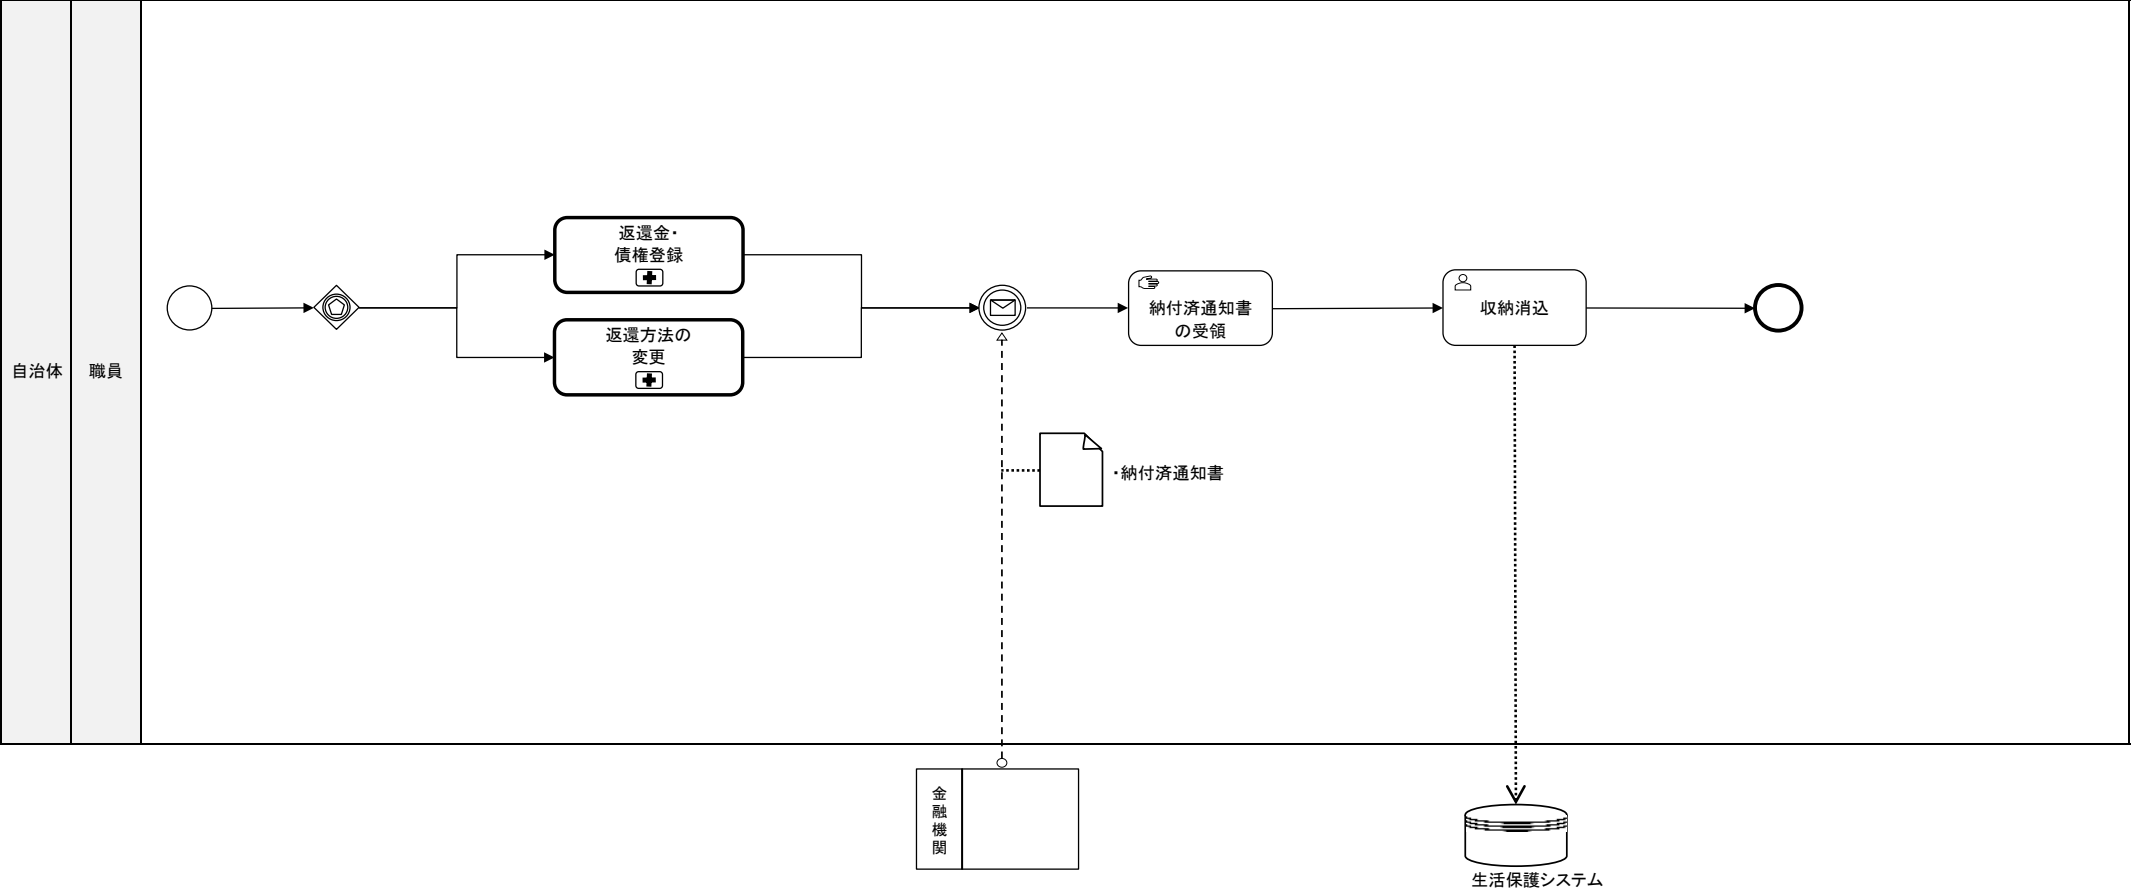 自治体
職員
返還金・
債権登録
返還方法の
変更
納付済通知書
の受領
収納消込
・納付済通知書
金融機関
生活保護システム